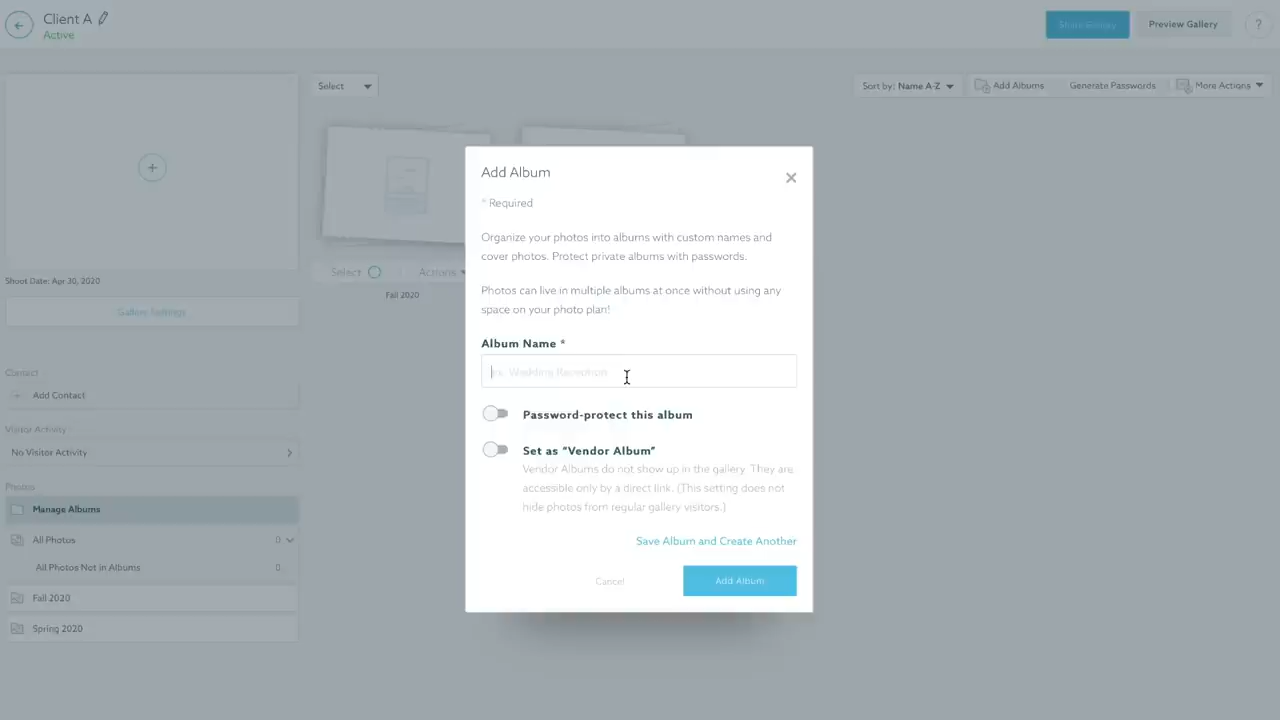 Client A
Active
Share Gallery
Preview Gallery
?
Select
Sort by: Name A-Z
Add Albums
Generate Passwords
More Actions
Shoot Date: Apr 30, 2020
Gallery Settings
Contact
Add Contact
Visitor Activity
No Visitor Activity
Photos
Manage Albums
All Photos 0
All Photos Not in Albums 0
Fall 2020
Spring 2020
Select
Actions
Fall 2020
Add Album
* Required
Organize your photos into albums with custom names and
cover photos. Protect private albums with passwords.
Photos can live in multiple albums at once without using any
space on your photo plan!
Album Name *
ex. Wedding Reception
Password-protect this album
Set as “Vendor Album”
Vendor Albums do not show up in the gallery. They are
accessible only by a direct link. (This setting does not
hide photos from regular gallery visitors.)
Save Album and Create Another
Cancel
Add Album